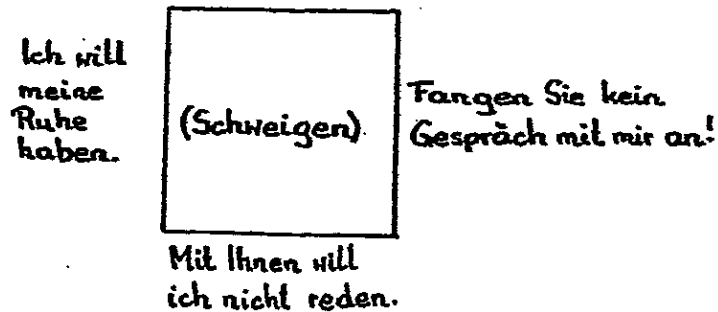 Ich will
meine
Ruhe
haben.
(Schweigen)
Fangen Sie kein
Gespräch mit mir an!
Mit Ihnen will
ich nicht reden.